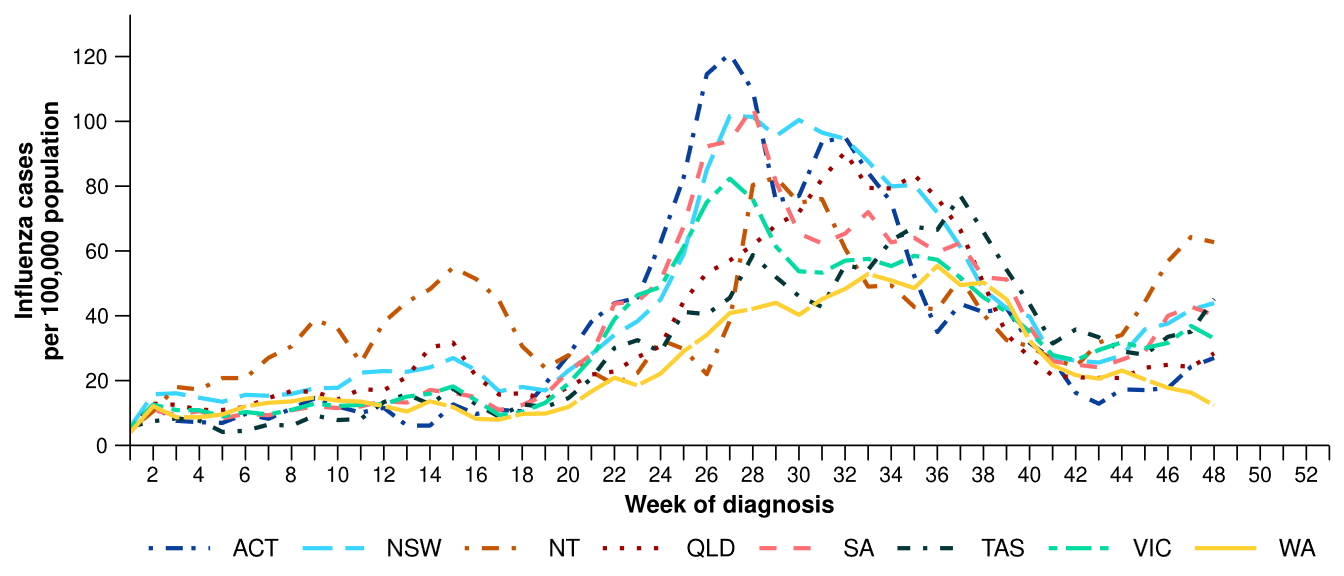 Influenza cases
per 100,000 population
120
100
80
60
40
20
0
2 4 6 8 10 12 14 16 18 20 22 24 26 28 30 32 34 36 38 40 42 44 46 48 50 52
Week of diagnosis
ACT NSW NT QLD SA TAS VIC WA